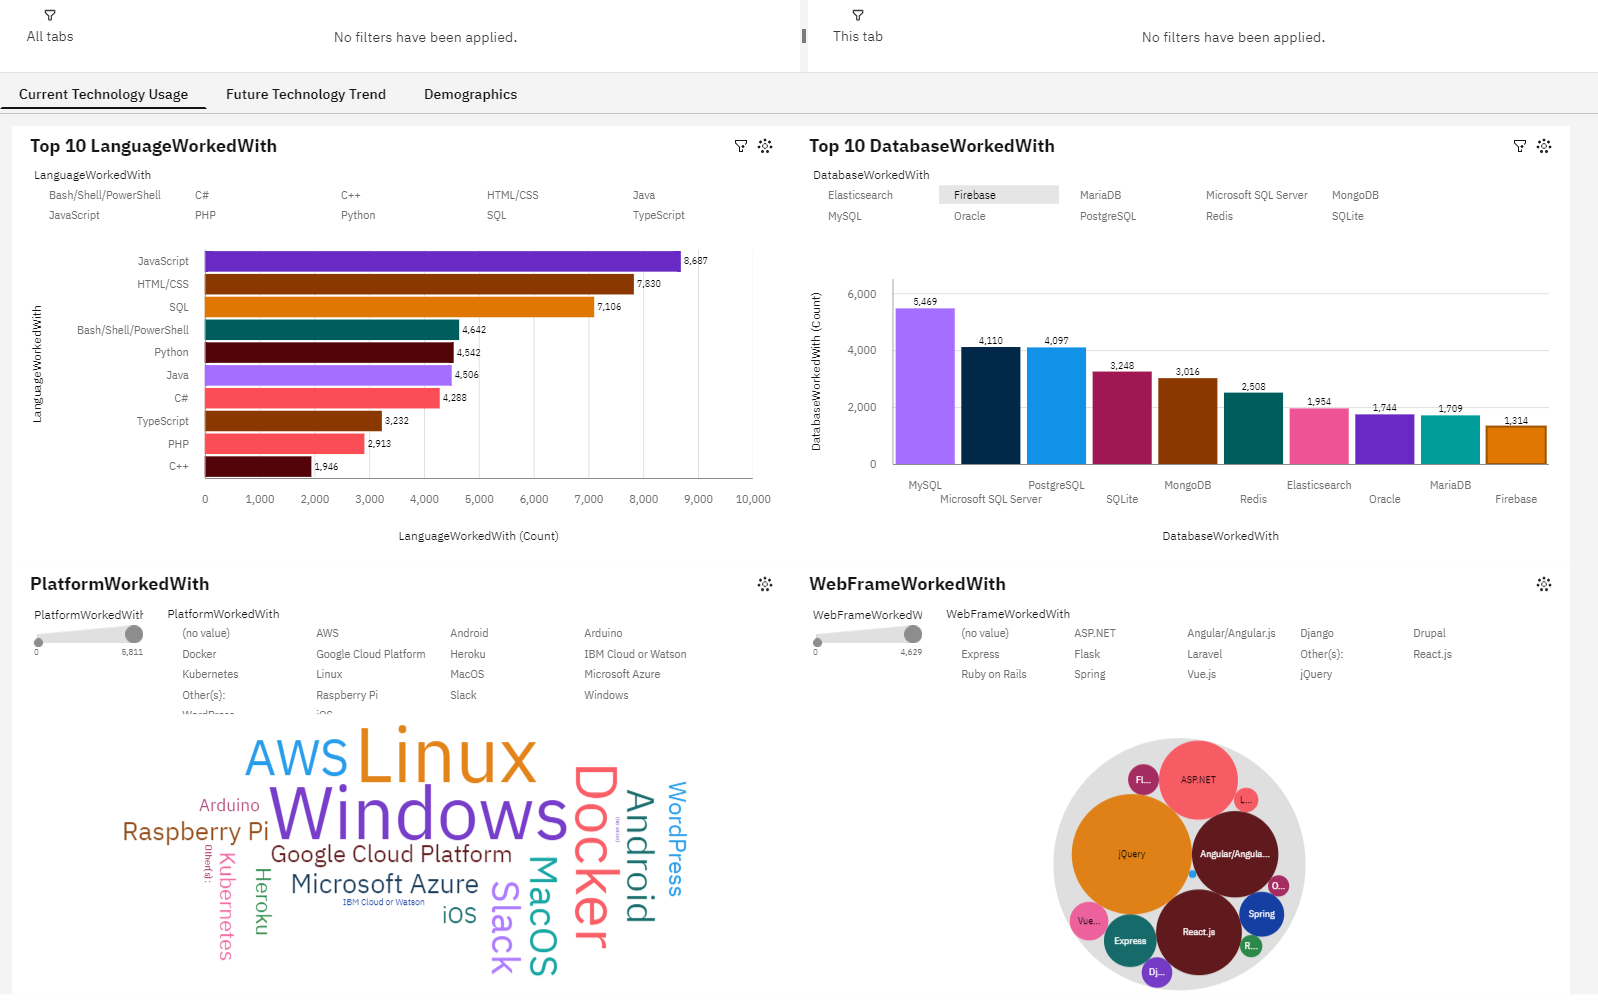 All tabs
No filters have been applied.
This tab
No filters have been applied.
Current Technology Usage
Future Technology Trend
Demographics
Top 10 LanguageWorkedWith
LanguageWorkedWith
Bash/Shell/PowerShell C# C++ HTML/CSS Java
JavaScript PHP Python SQL TypeScript
LanguageWorkedWith
JavaScript 8,687
HTML/CSS 7,830
SQL 7,106
Bash/Shell/PowerShell 4,642
Python 4,542
Java 4,506
C# 4,288
TypeScript 3,232
PHP 2,913
C++ 1,946
0 1,000 2,000 3,000 4,000 5,000 6,000 7,000 8,000 9,000 10,000
LanguageWorkedWith (Count)
Top 10 DatabaseWorkedWith
DatabaseWorkedWith
Elasticsearch Firebase MariaDB Microsoft SQL Server MongoDB
MySQL Oracle PostgreSQL Redis SQLite
DatabaseWorkedWith (Count)
6,000
4,000
2,000
0
5,469 4,110 4,097 3,248 3,016 2,508 1,954 1,744 1,709 1,314
MySQL PostgreSQL MongoDB Elasticsearch MariaDB
Microsoft SQL Server SQLite Redis Oracle Firebase
DatabaseWorkedWith
PlatformWorkedWith
PlatformWorkedWith
0 5,811
PlatformWorkedWith
(no value) AWS Android Arduino
Docker Google Cloud Platform Heroku IBM Cloud or Watson
Kubernetes Linux MacOS Microsoft Azure
Other(s): Raspberry Pi Slack Windows
WordPress iOS
AWS
Linux
Windows
Arduino
Raspberry Pi
Google Cloud Platform
Microsoft Azure
IBM Cloud or Watson
iOS
Other(s):
Kubernetes
Heroku
Slack
MacOS
Docker
(no value)
Android
WordPress
WebFrameWorkedWith
WebFrameWorkedW
0 4,629
WebFrameWorkedWith
(no value) ASP.NET Angular/Angular.js Django Drupal
Express Flask Laravel Other(s): React.js
Ruby on Rails Spring Vue.js jQuery
Fl...
ASP.NET
L...
jQuery
Angular/Angula...
O...
Vue...
Spring
Express
React.js
R...
Dj...